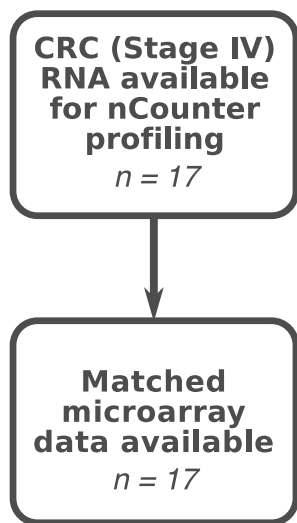 CRC (Stage IV)
RNA available
for nCounter
profiling
n = 17
Matched
microarray
data available
n = 17